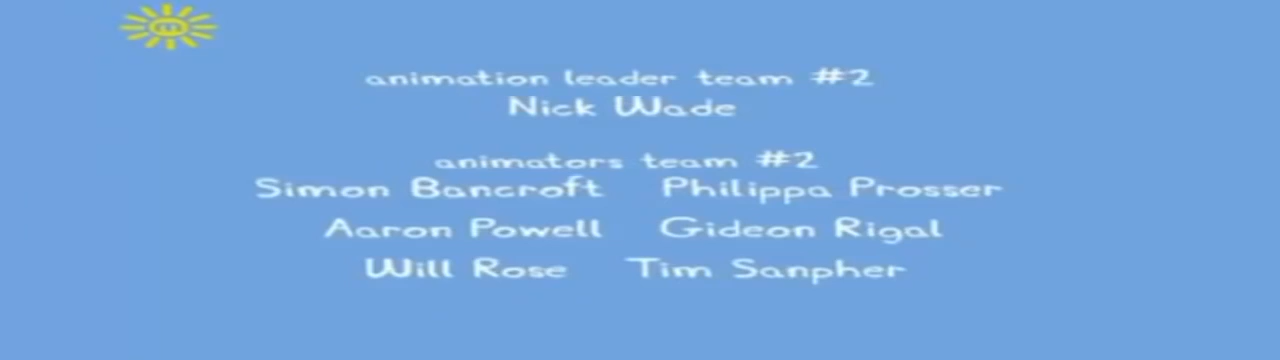 animation leader team #2
Nick Wade
animators team #2
Simon Bancroft Philippa Prosser
Aaron Powell Gideon Rigal
Will Rose Tim Sanpher